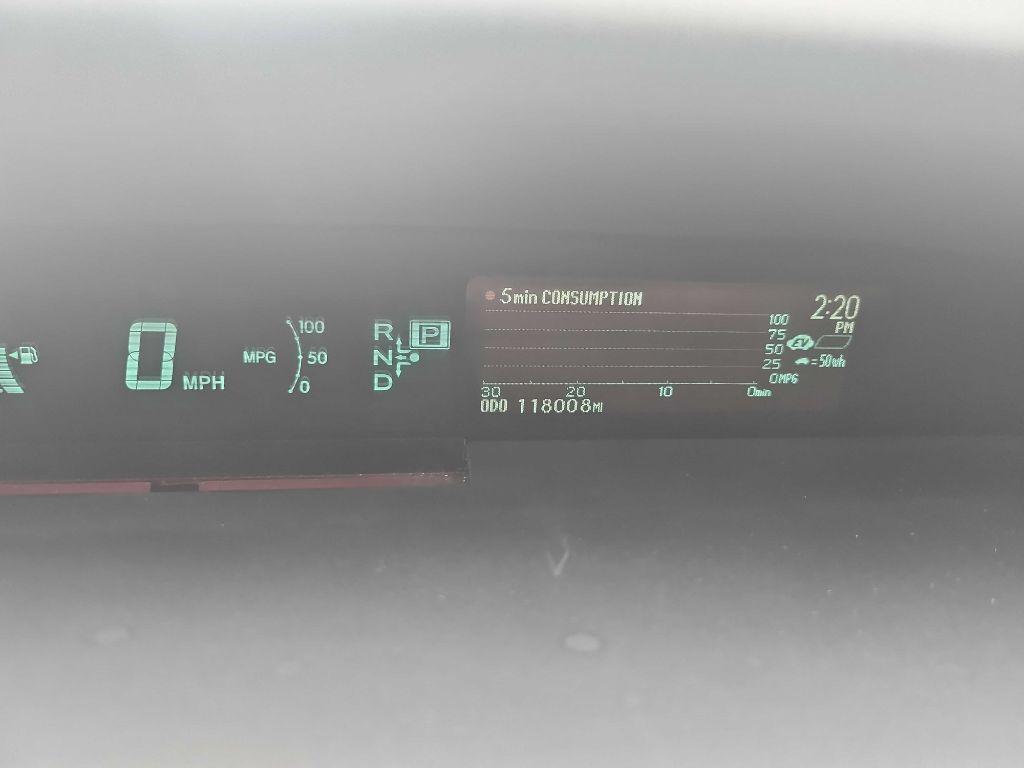 0 MPH
MPG
100
50
0
R
N
D
P
5min CONSUMPTION
2:20
PM
100
75
50
25
0MPG
EV
=50Wh
30 20 10 0min
ODO 118008MI